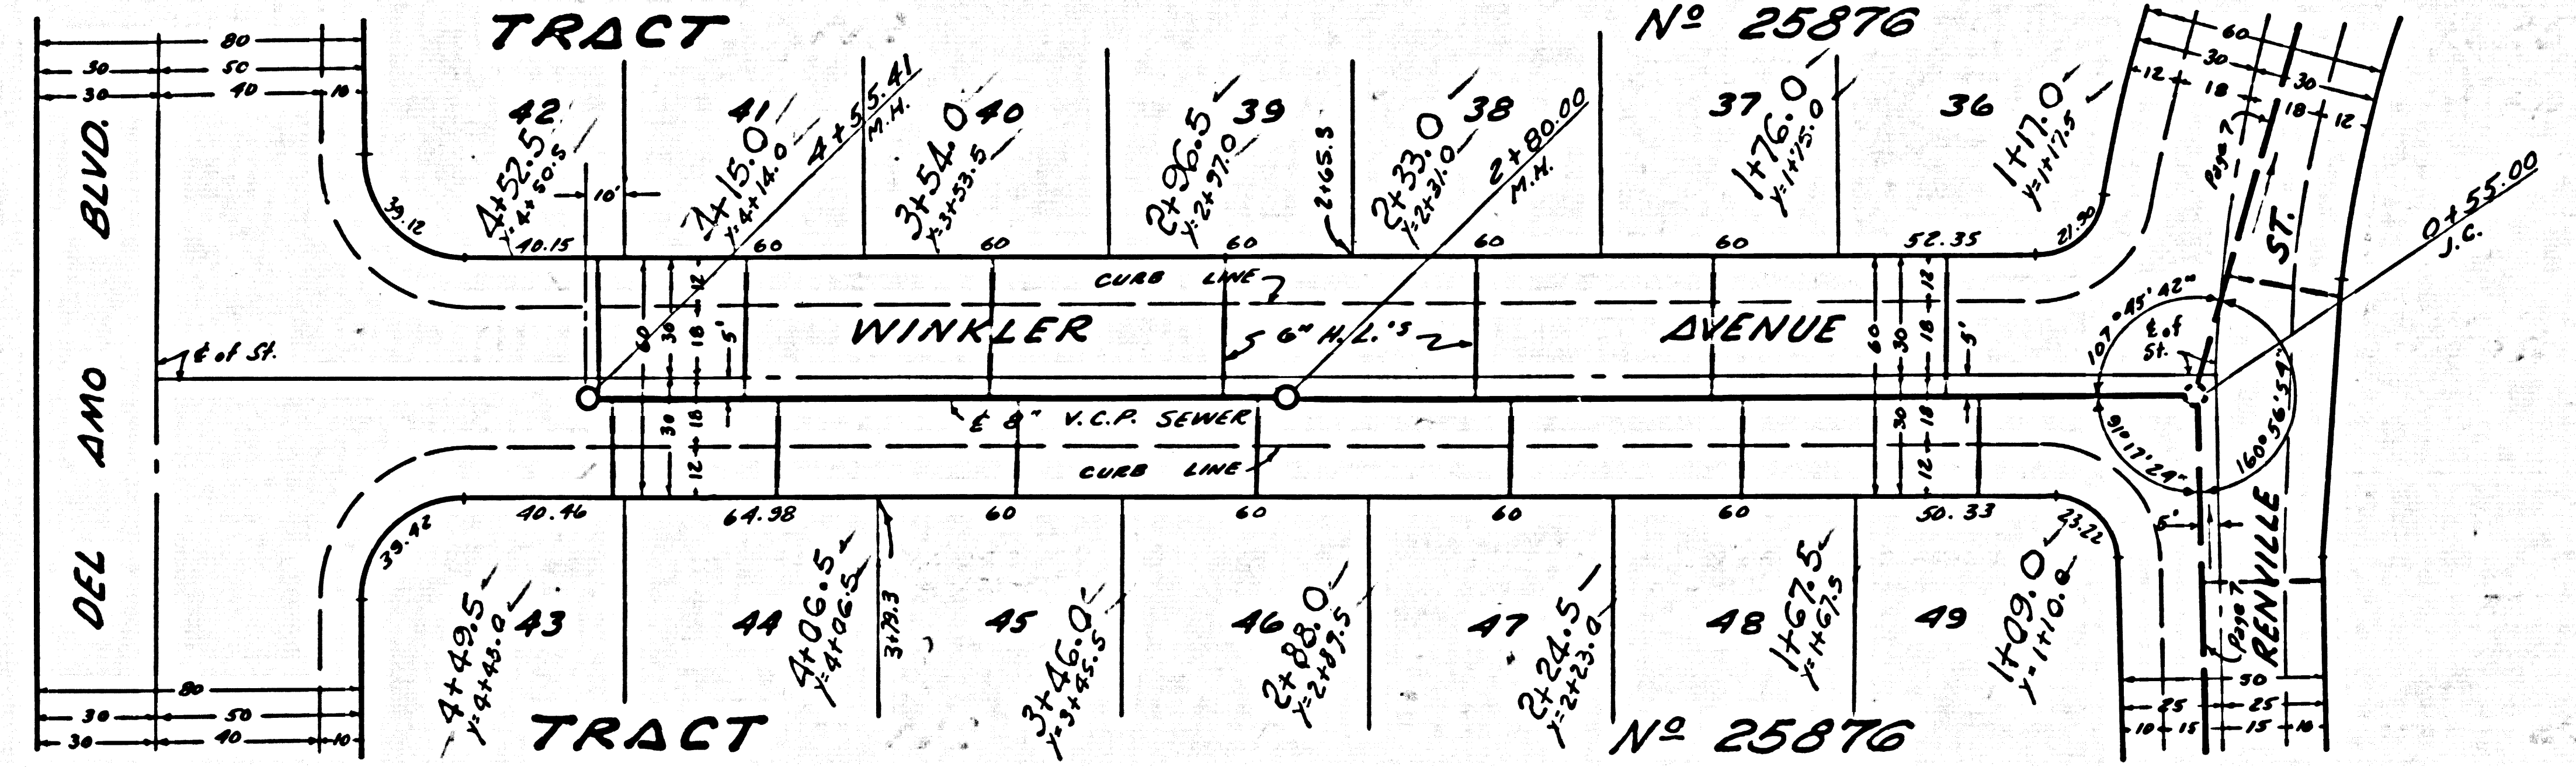 TRACT
Nº 25876
80
30
50
30
40
10
42
4+52.5
Y=4+50.5
10'
41
4+15.0
Y=4+14.0
4+55.41
M.H.
40
3+54.0
Y=3+53.5
39
2+96.5
Y=2+97.0
2+65.3
38
2+33.0
Y=2+31.0
2+80.00
M.H.
37
1+76.0
Y=1+75.0
36
1+17.0
Y=1+17.5
60
30
30
12
18
18
12
Page 7
ST.
0+55.00
J.C.
39.12
40.15
60
60
60
60
60
52.35
21.90
CURB LINE
WINKLER
AVENUE
6" H.L.'S
60
30
30
12
18
18
12
5'
60
30
30
12
18
18
12
5'
107°45'42"
℄ of
St.
160°56'54"
91°17'24"
℄ of St.
DEL AMO BLVD.
℄ 8" V.C.P. SEWER
CURB LINE
39.42
40.46
64.98
60
60
60
60
50.33
23.22
5'
RENVILLE
Page 7
43
4+49.5
Y=4+48.0
44
4+06.5
Y=4+06.5
3+79.3
45
3+46.0
Y=3+45.5
46
2+88.0
Y=2+89.5
47
2+24.5
Y=2+23.0
48
1+67.5
Y=1+67.5
49
1+09.0
Y=1+10.0
80
30
50
30
40
10
50
25
25
10
15
15
10
TRACT
Nº 25876